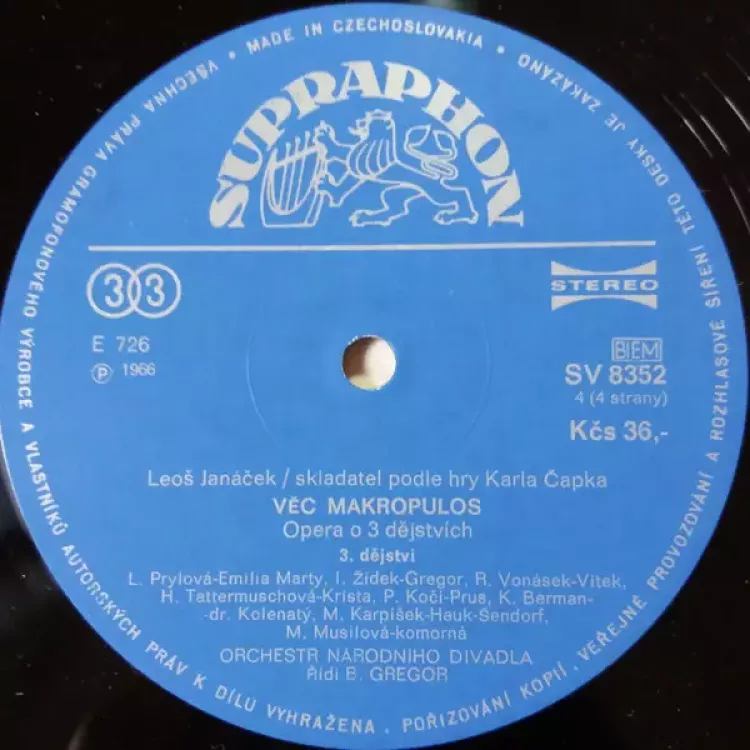 MADE IN CZECHOSLOVAKIA •
VŠECHNA PRÁVA GRAMOFONOVÉHO VÝROBCE A VLASTNÍKŮ AUTORSKÝCH PRÁV K DÍLU VYHRAŽENA. POŘIZOVÁNÍ KOPIÍ, VEŘEJNÉ PROVOZOVÁNÍ A ROZHLASOVÉ ŠÍŘENÍ TÉTO DESKY JE ZAKÁZÁNO •
SUPRAPHON
33
STEREO
E 726
BIEM
Ⓟ 1966
SV 8352
4 (4 strany)
Kčs 36,-
Leoš Janáček / skladatel podle hry Karla Čapka
VĚC MAKROPULOS
Opera o 3 dějstvích
3. dějství
L. Prylová-Emilia Marty, I. Žídek-Gregor, R. Vonásek-Vítek,
H. Tattermuschová-Krista, P. Kočí-Prus, K. Berman-
-dr. Kolenatý, M. Karpíšek-Hauk-Šendorf,
M. Musilová-komorná
ORCHESTR NÁRODNÍHO DIVADLA
Řídí B. GREGOR